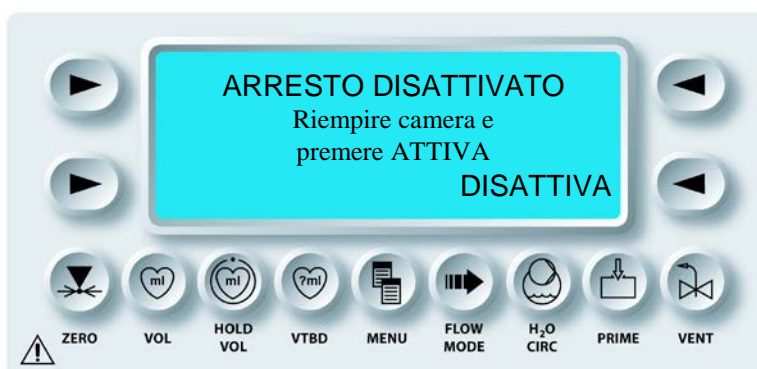 ARRESTO DISATTIVATO
Riempire camera e
premere ATTIVA
DISATTIVA
ml
ml
?ml
ZERO
VOL
HOLD
VOL
VTBD
MENU
FLOW
MODE
H₂O
CIRC
PRIME
VENT